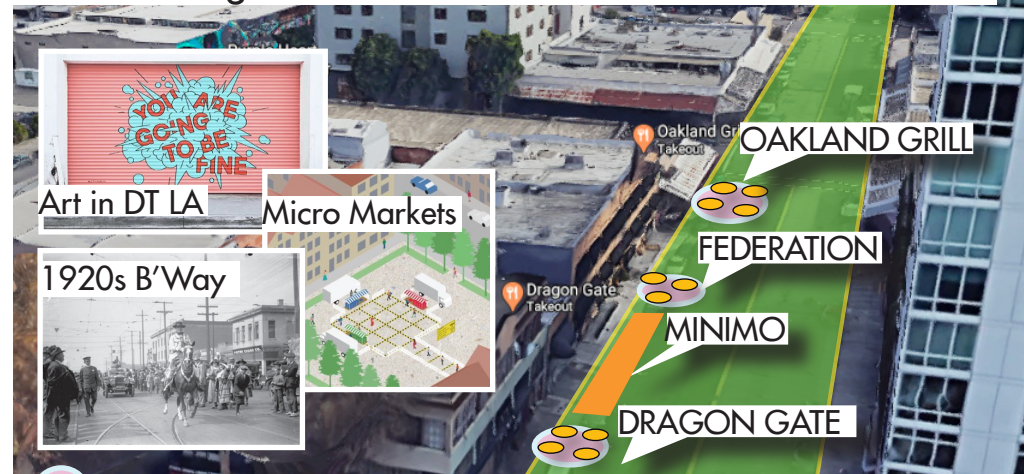 YOU ARE
GOING
TO BE
FINE
Art in DT LA
Micro Markets
1920s B'Way
Oakland Gri
Takeout
OAKLAND GRILL
FEDERATION
Dragon Gate
Takeout
MINIMO
DRAGON GATE